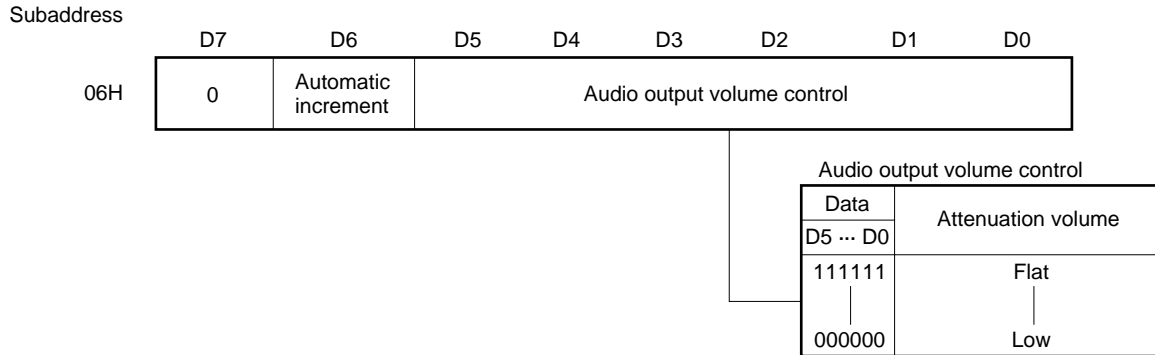 Subaddress
D7 D6 D5 D4 D3 D2 D1 D0
06H 0 Automatic increment Audio output volume control
Audio output volume control
Data Attenuation volume
D5 ··· D0
111111 Flat
000000 Low